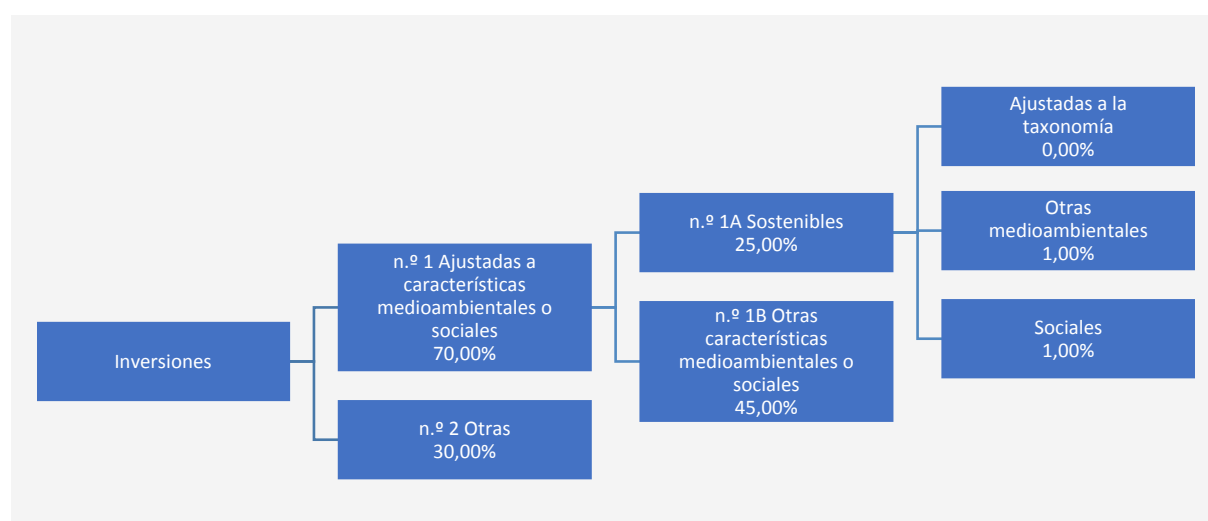 Inversiones
n.º 1 Ajustadas a
características
medioambientales o
sociales
70,00%
n.º 2 Otras
30,00%
n.º 1A Sostenibles
25,00%
n.º 1B Otras
características
medioambientales o
sociales
45,00%
Ajustadas a la
taxonomía
0,00%
Otras
medioambientales
1,00%
Sociales
1,00%